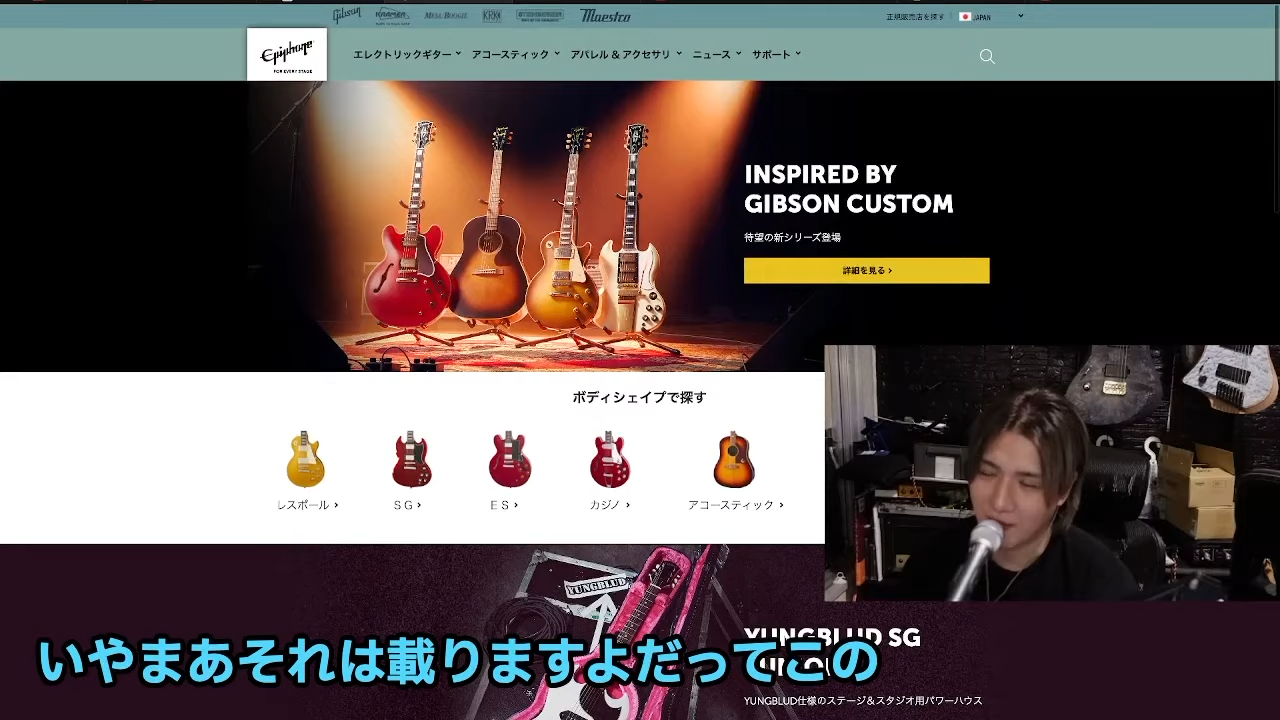 Gibson KRAMER MESA/BOOGIE KRK STEINBERGER Maestro
正規販売店を探す JAPAN
Epiphone
FOR EVERY STAGE
エレクトリックギター アコースティック アパレル & アクセサリ ニュース サポート
INSPIRED BY
GIBSON CUSTOM
待望の新シリーズ登場
詳細を見る
ボディシェイプで探す
レスポール SG ES カジノ アコースティック
YUNGBLUD
YUNGBLUD SG
いやまあそれは載りますよだってこの
YUNGBLUD仕様のステージ＆スタジオ用パワーハウス